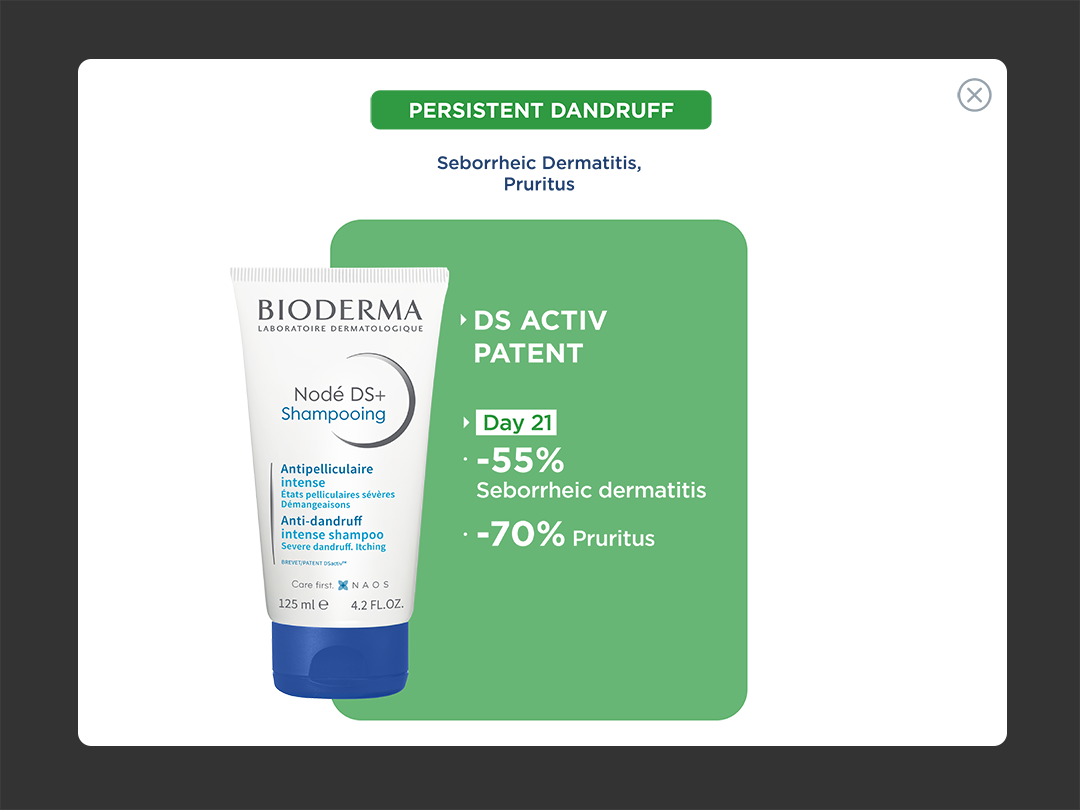 PERSISTENT DANDRUFF
Seborrheic Dermatitis,
Pruritus
BIODERMA
LABORATOIRE DERMATOLOGIQUE
Nodé DS+
Shampooing
Antipelliculaire
intense
États pelliculaires sévères
Démangeaisons
Anti-dandruff
intense shampoo
Severe dandruff. Itching
BREVET/PATENT DSactiv™
Care first. NAOS
125 ml ℮ 4.2 FL.OZ.
DS ACTIV
PATENT
Day 21
-55%
Seborrheic dermatitis
-70% Pruritus